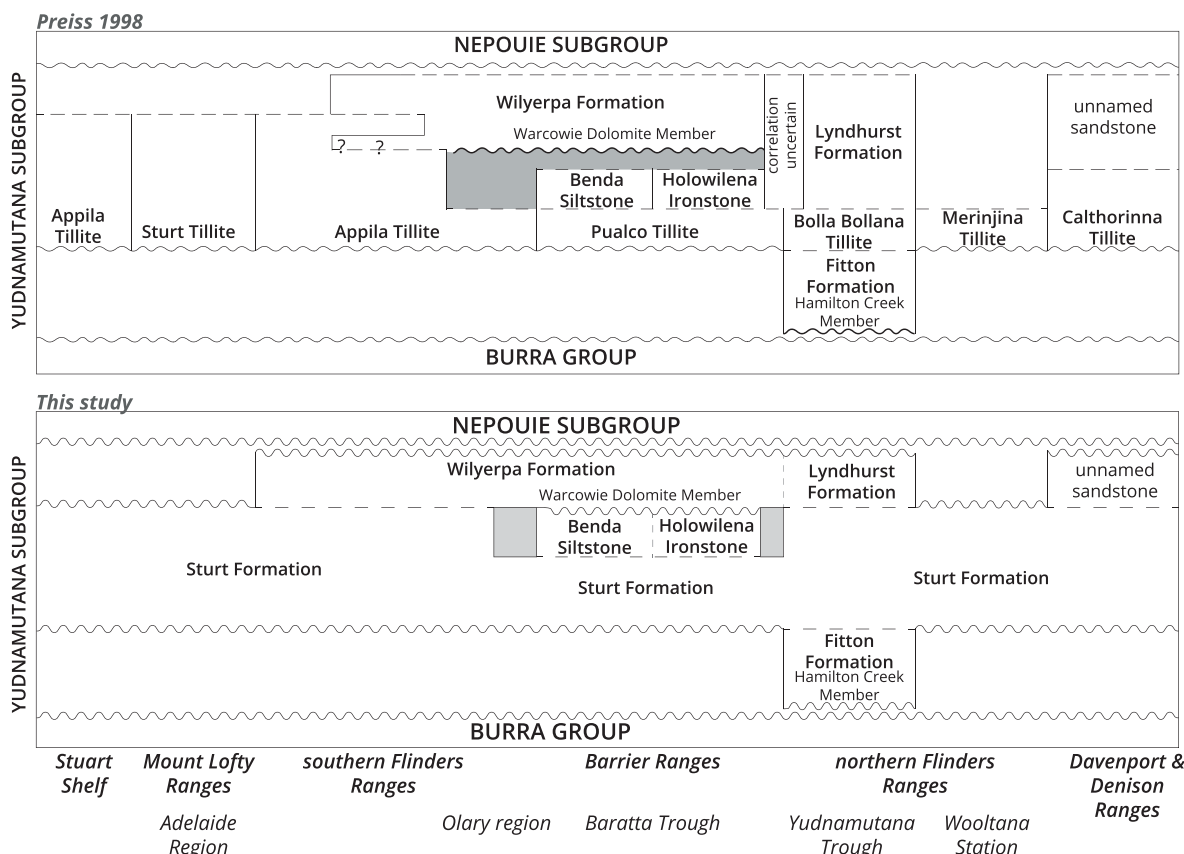 Preiss 1998
NEPOUIE SUBGROUP
YUDNAMUTANA SUBGROUP
Wilyerpa Formation
Warcowie Dolomite Member
correlation
uncertain
Lyndhurst
Formation
unnamed
sandstone
? ?
Benda
Siltstone
Holowilena
Ironstone
Appila
Tillite
Sturt Tillite
Appila Tillite
Pualco Tillite
Bolla Bollana
Tillite
Merinjina
Tillite
Calthorinna
Tillite
Fitton
Formation
Hamilton Creek
Member
BURRA GROUP
This study
NEPOUIE SUBGROUP
YUDNAMUTANA SUBGROUP
Wilyerpa Formation
Warcowie Dolomite Member
Lyndhurst
Formation
unnamed
sandstone
Benda
Siltstone
Holowilena
Ironstone
Sturt Formation
Sturt Formation
Sturt Formation
Fitton
Formation
Hamilton Creek
Member
BURRA GROUP
Stuart
Shelf
Mount Lofty
Ranges
southern Flinders
Ranges
Barrier Ranges
northern Flinders
Ranges
Davenport &
Denison
Ranges
Adelaide
Region
Olary region
Baratta Trough
Yudnamutana
Trough
Wooltana
Station